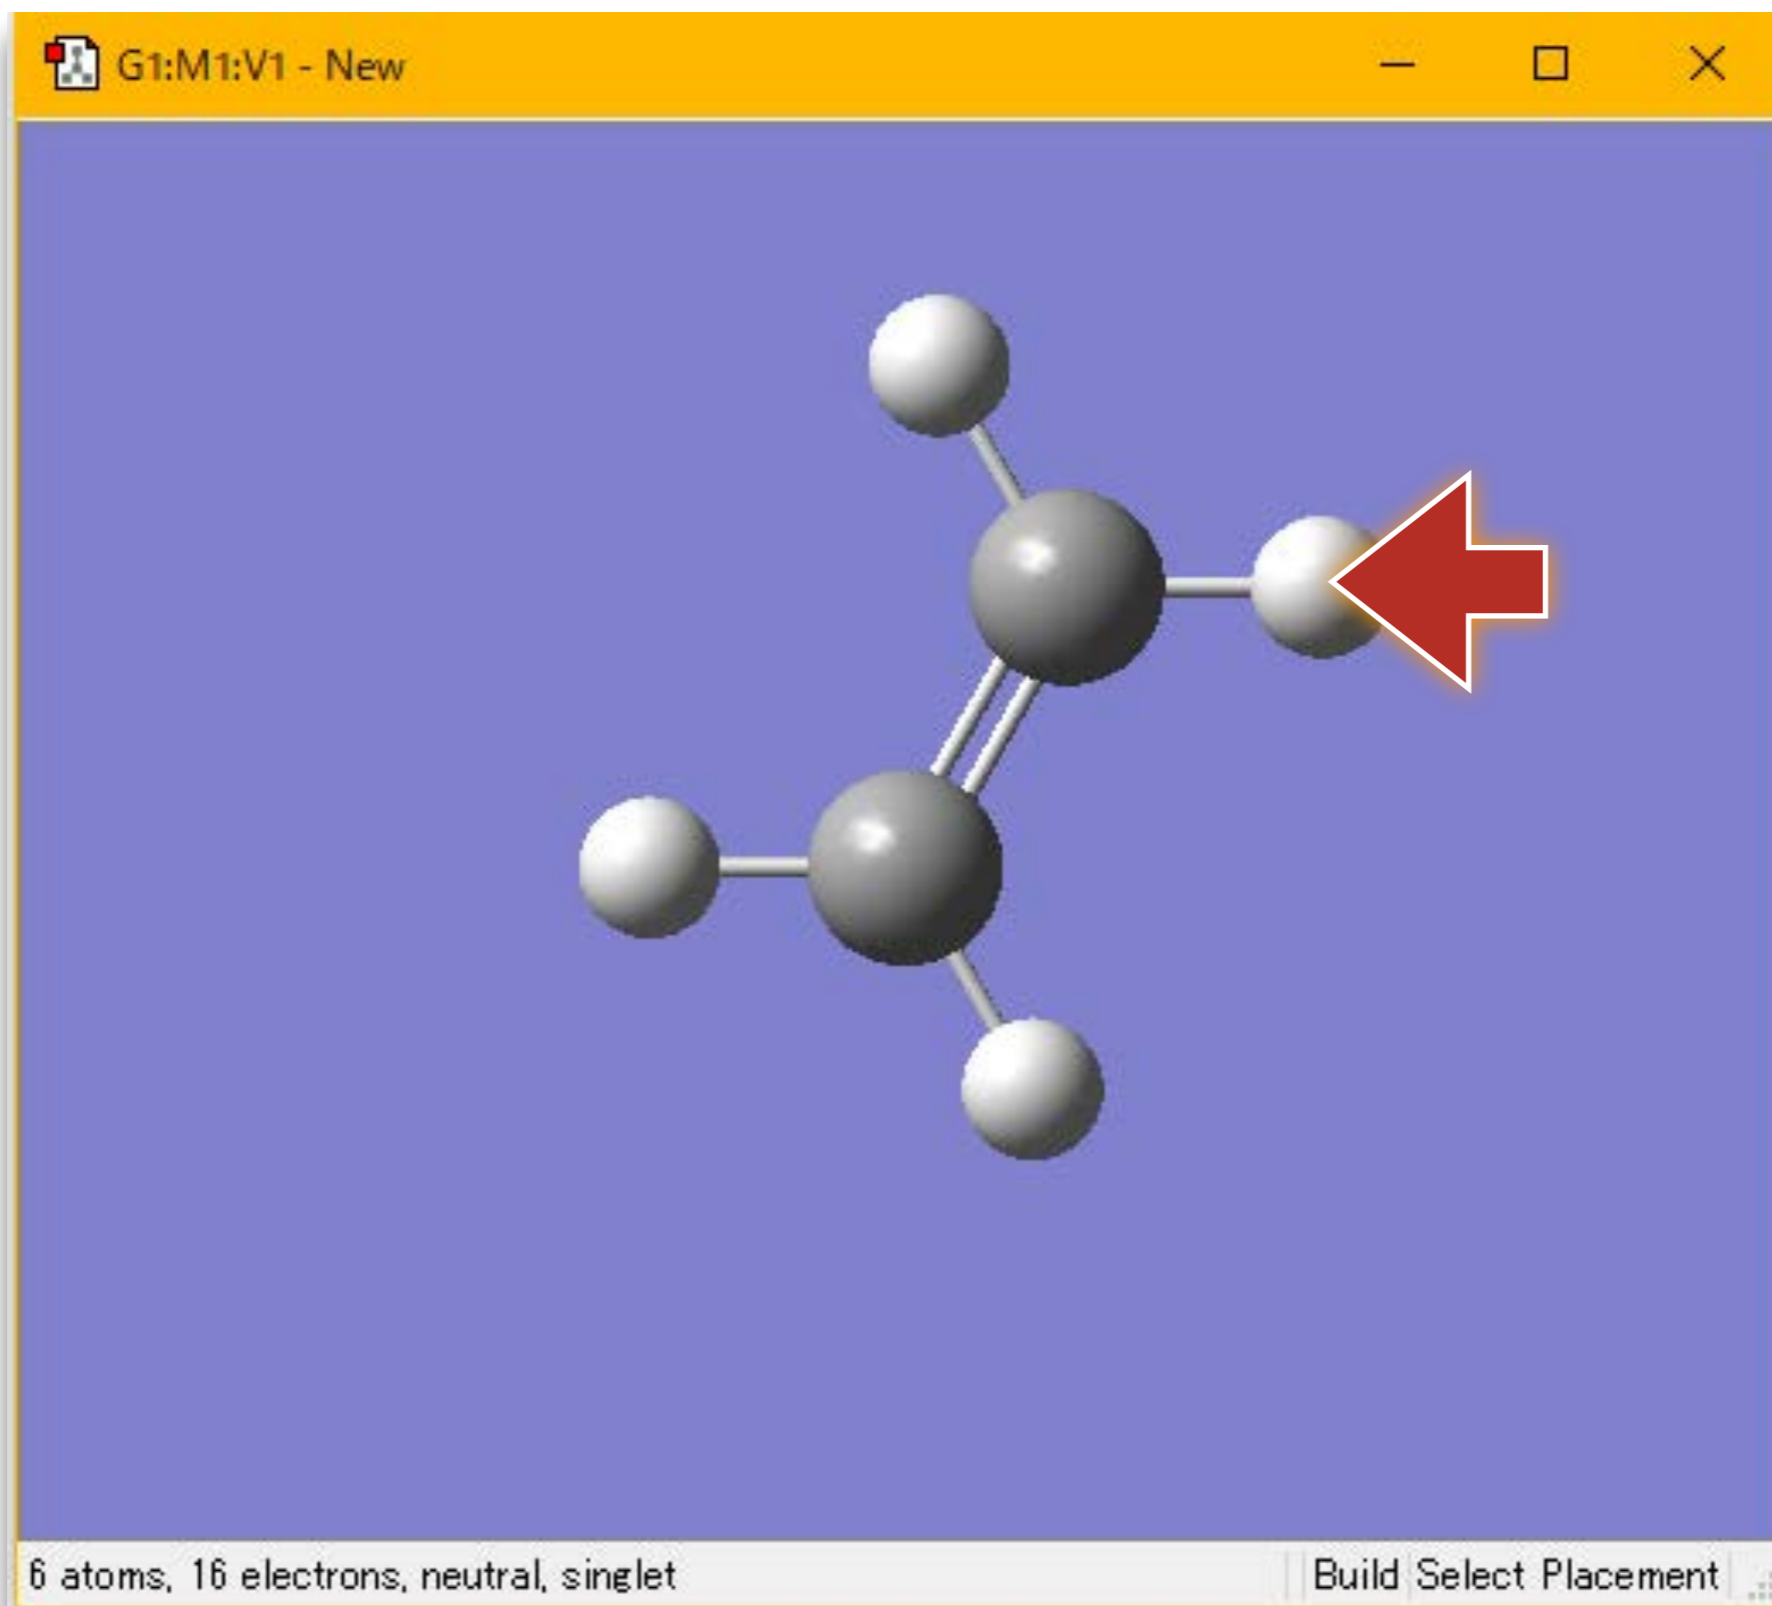 G1:M1:V1 - New
6 atoms, 16 electrons, neutral, singlet
Build Select Placement